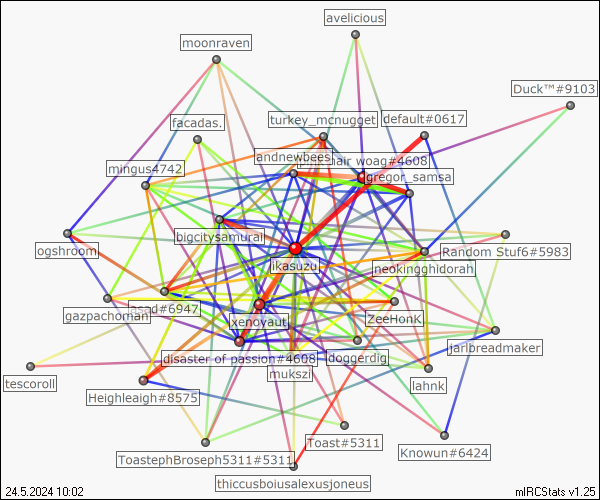 avelicious
moonraven
Duck™#9103
turkey_mcnugget
default#0617
facadas.
andnewbees
hair woag#4608
mingus4742
gregor_samsa
bigcitysamurai
ogshroom
Random Stuf6#5983
ikasuzu
neokinghhidorah
gazpachoman
jasad#6947
xenoyaut
ZeeHonk
jarlbreadmaker
disaster of passion#4608
doggerdig
mukszi
tescoroll
lahnk
Heighleaigh#8575
Toast#5311
Knowun#6424
ToastephBroseph5311#5311
thiccusboiusalexusjoneus
24.5.2024 10:02
mIRCStats v1.25